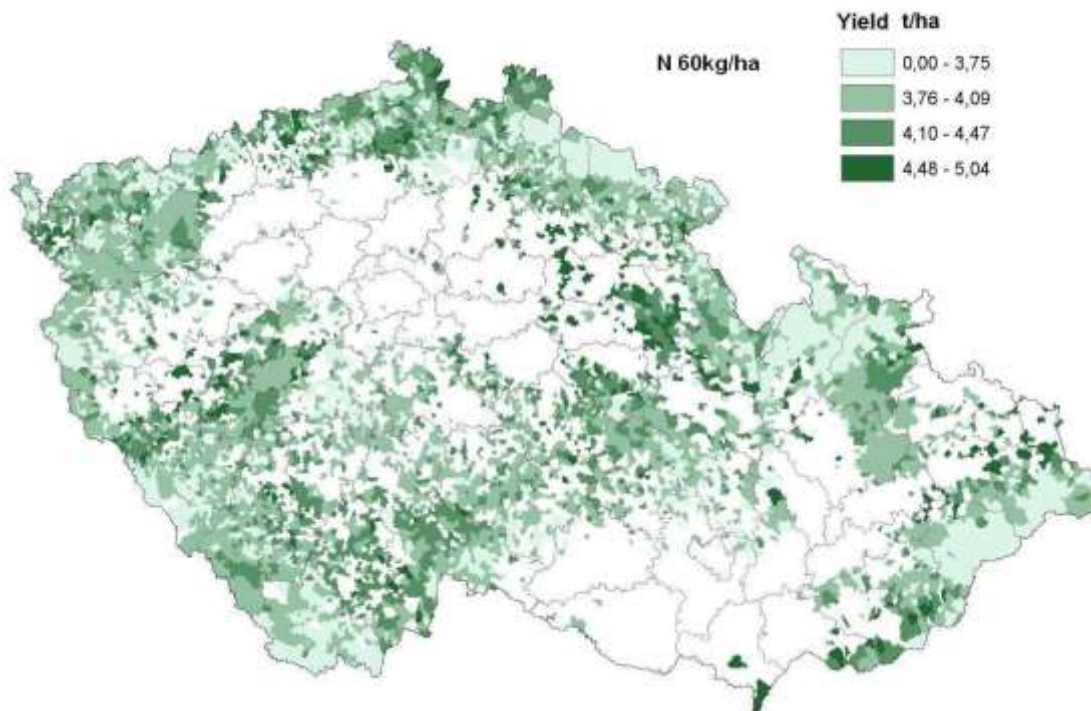 Yield t/ha
N 60kg/ha
0,00 - 3,75
3,76 - 4,09
4,10 - 4,47
4,48 - 5,04